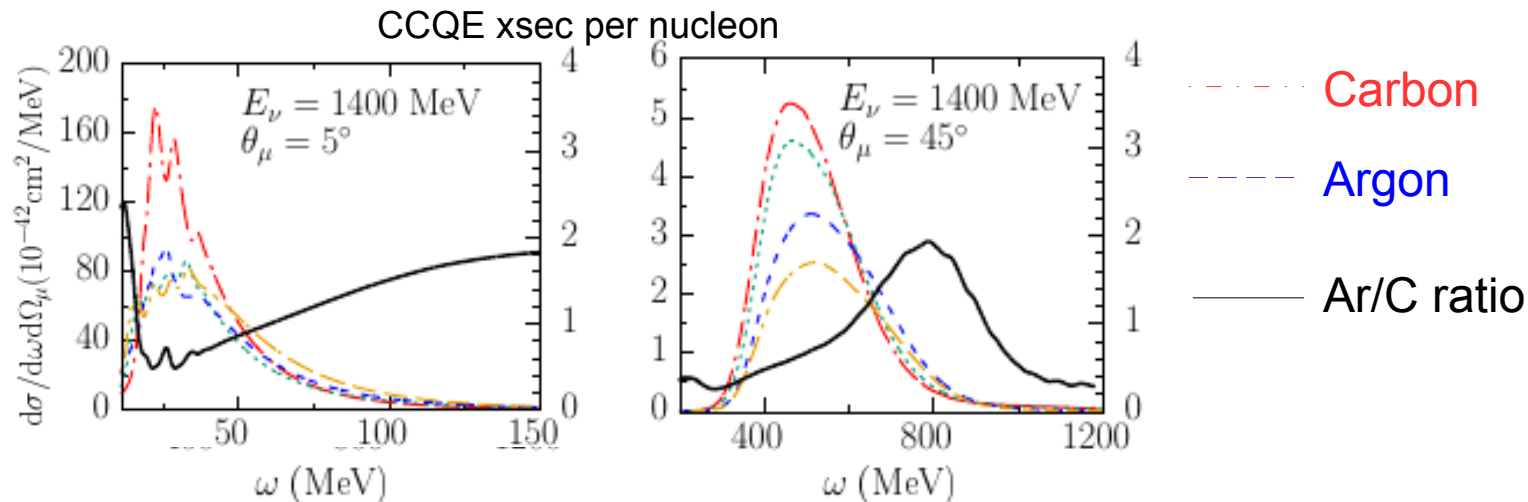 CCQE xsec per nucleon
dσ/dωdΩμ(10⁻⁴²cm²/MeV)
200
160
120
80
40
0
4
3
2
1
0
Eν = 1400 MeV
θμ = 5°
50
100
150
ω (MeV)
6
5
4
3
2
1
0
4
3
2
1
0
Eν = 1400 MeV
θμ = 45°
400
800
1200
ω (MeV)
Carbon
Argon
Ar/C ratio